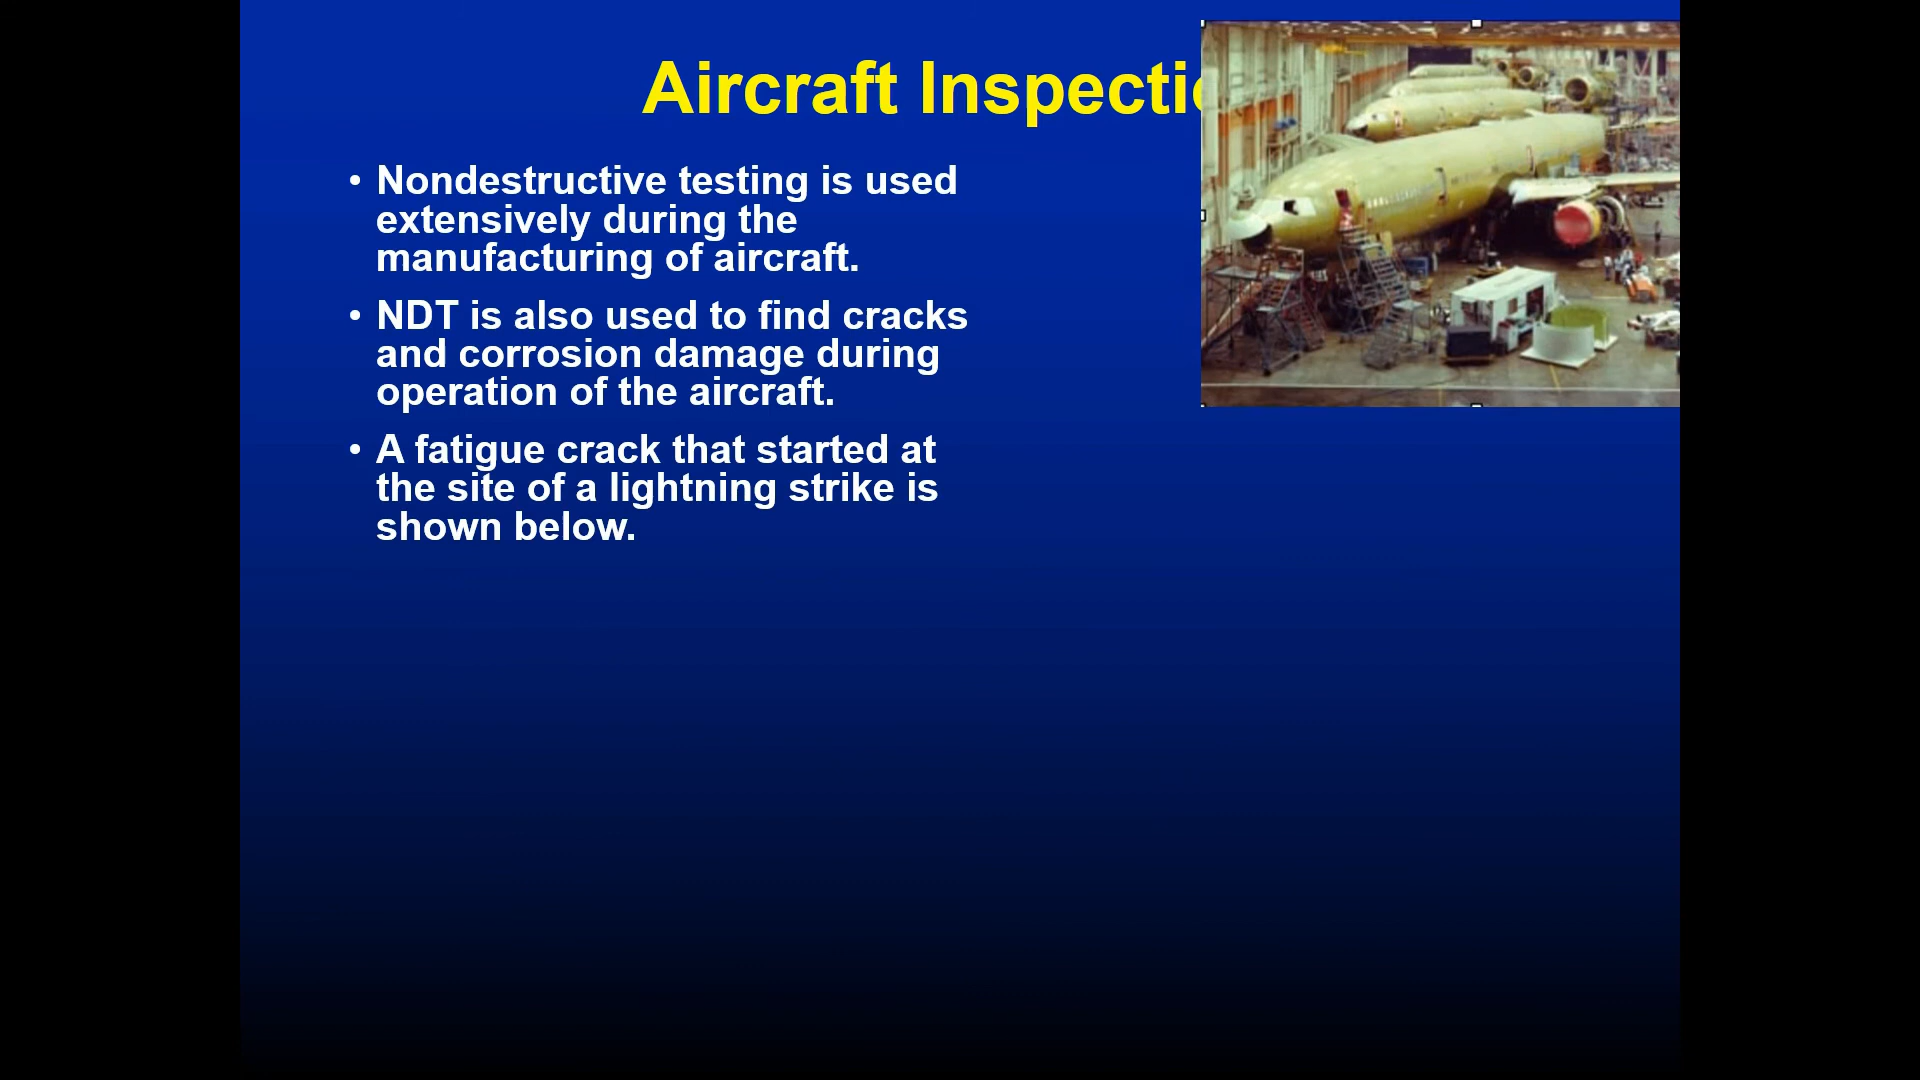 Aircraft
• Nondestructive testing is used
extensively during the
manufacturing of aircraft.
• NDT is also used to find cracks
and corrosion damage during
operation of the aircraft.
• A fatigue crack that started at
the site of a lightning strike is
shown below.